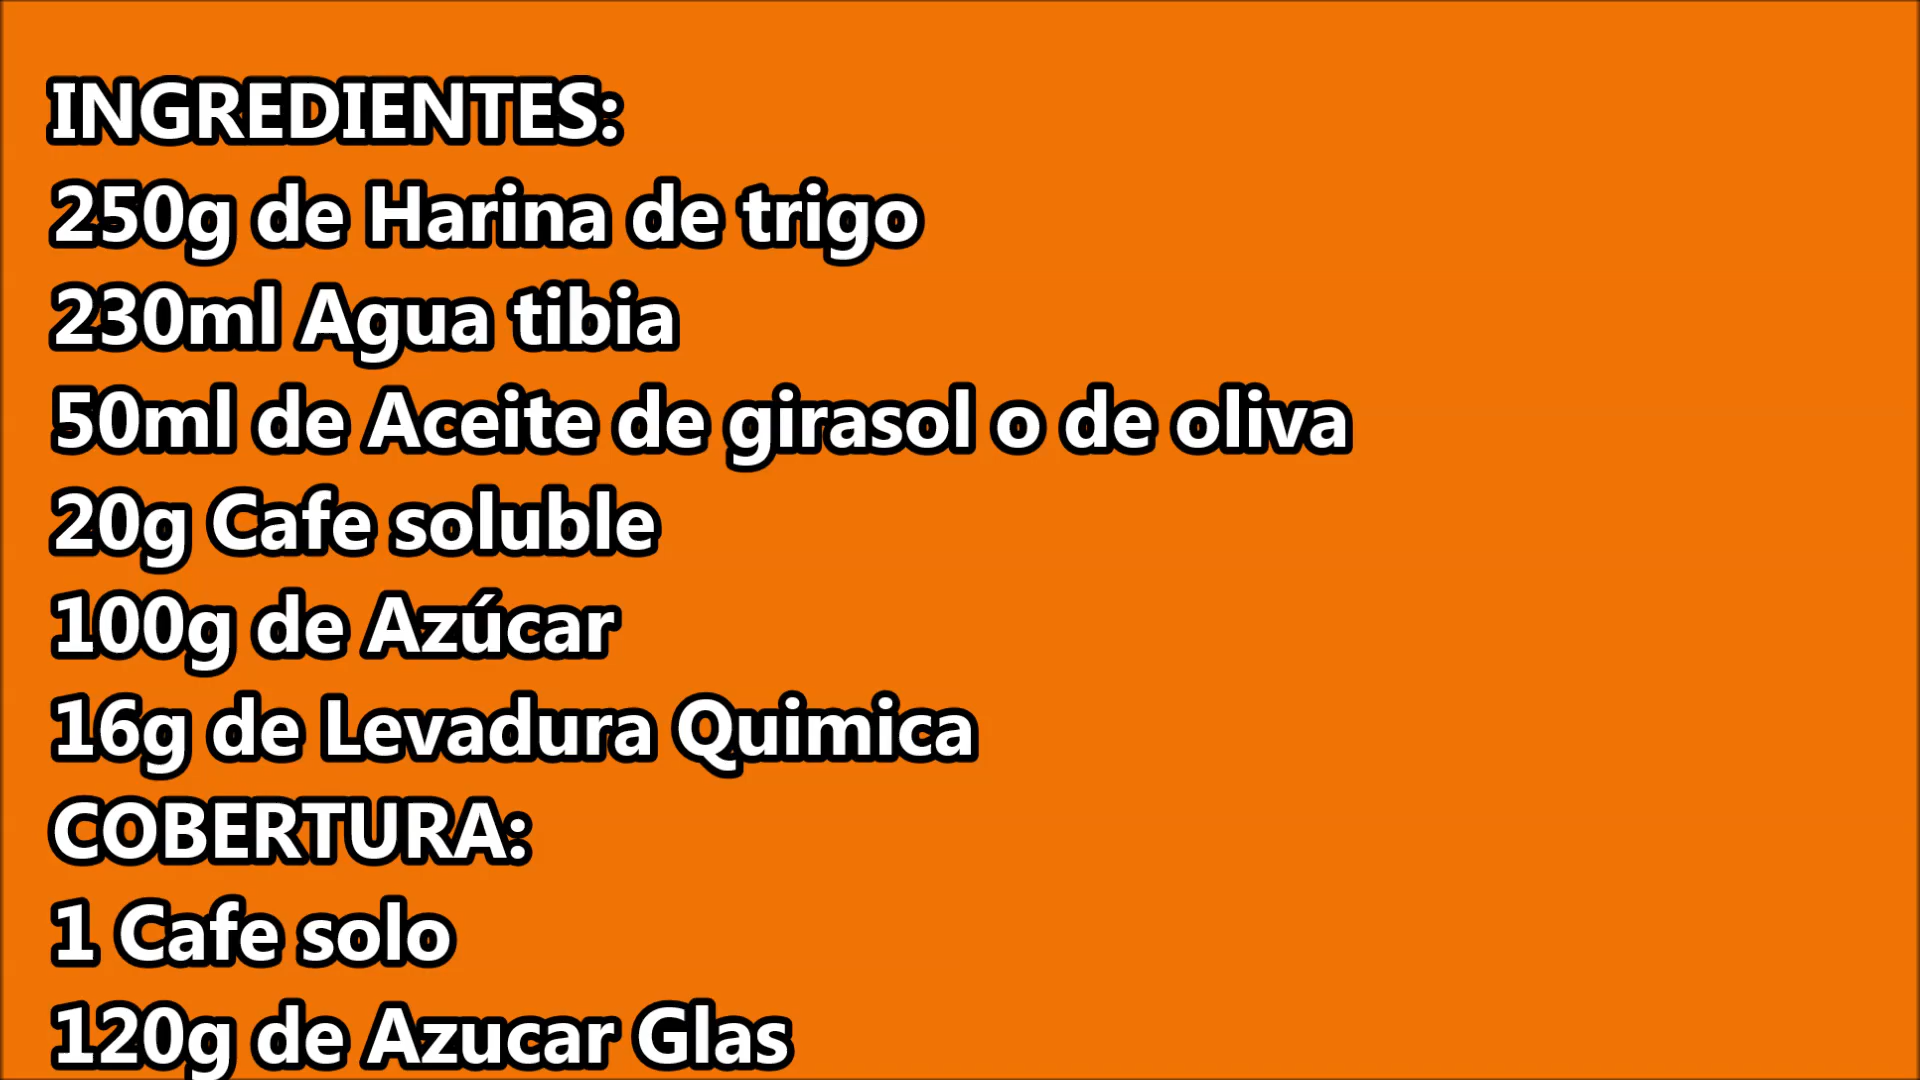 INGREDIENTES:
250g de Harina de trigo
230ml Agua tibia
50ml de Aceite de girasol o de oliva
20g Cafe soluble
100g de Azúcar
16g de Levadura Quimica
COBERTURA:
1 Cafe solo
120g de Azucar Glas